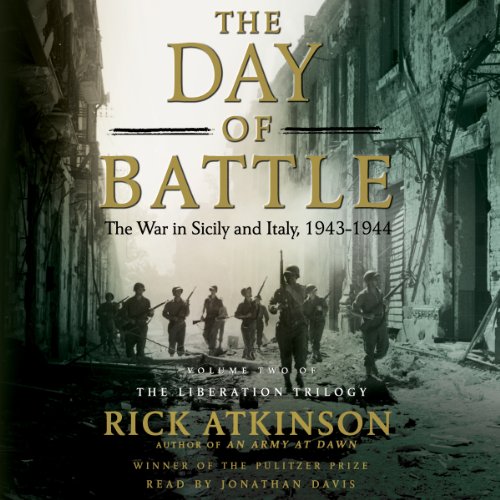 THE
DAY
OF
BATTLE
The War in Sicily and Italy, 1943-1944
VOLUME TWO OF
THE LIBERATION TRILOGY
RICK ATKINSON
AUTHOR OF AN ARMY AT DAWN
WINNER OF THE PULITZER PRIZE
READ BY JONATHAN DAVIS